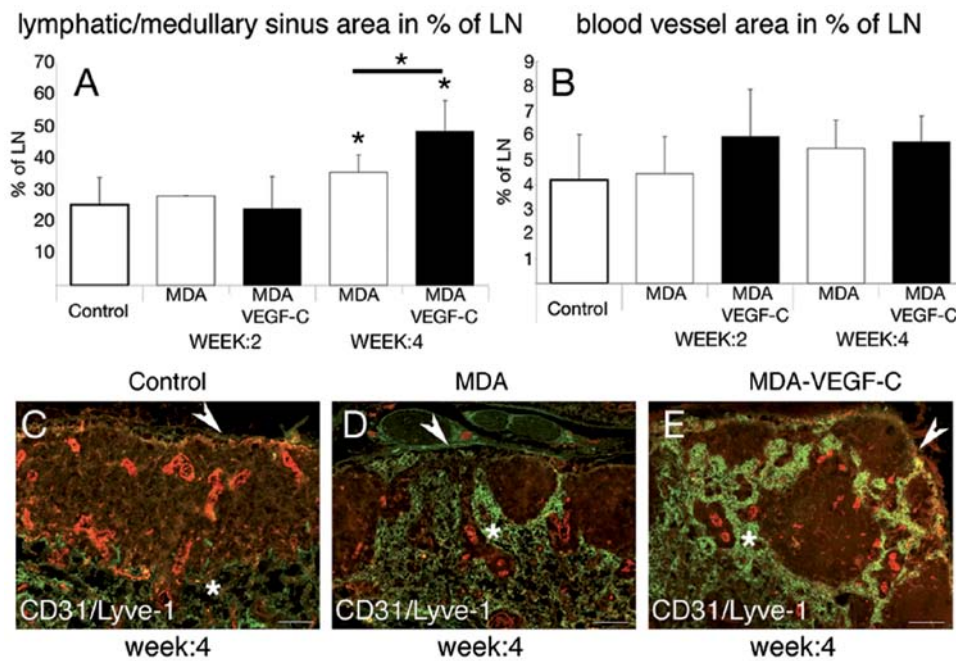 lymphatic/medullary sinus area in % of LN
blood vessel area in % of LN
A
% of LN
70
60
50
40
30
20
10
*
*
*
Control
MDA
MDA
VEGF-C
MDA
MDA
VEGF-C
WEEK:2
WEEK:4
B
% of LN
9
8
7
6
5
4
3
2
1
Control
MDA
MDA
VEGF-C
MDA
MDA
VEGF-C
WEEK:2
WEEK:4
Control
MDA
MDA-VEGF-C
C
*
CD31/Lyve-1
D
*
CD31/Lyve-1
E
*
CD31/Lyve-1
week:4
week:4
week:4